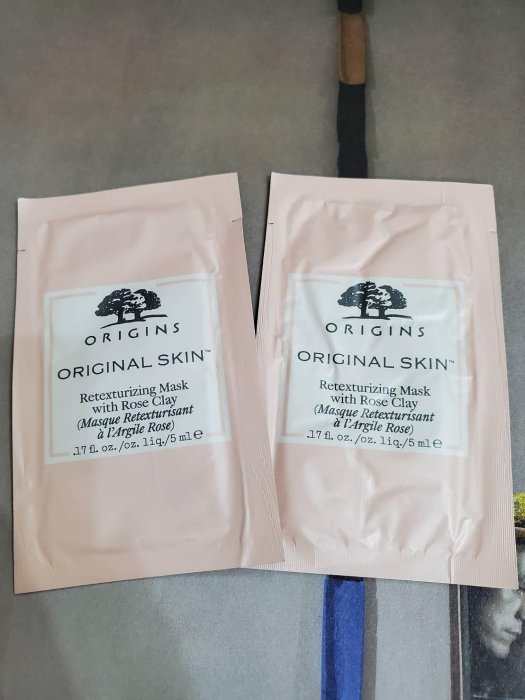 ORIGINS
ORIGINAL SKIN™
Retexturizing Mask
with Rose Clay
(Masque Retexturisant
à l'Argile Rose)
.17 fl. oz./oz. liq./5 ml ℮
ORIGINS
ORIGINAL SKIN™
Retexturizing Mask
with Rose Clay
(Masque Retexturisant
à l'Argile Rose)
.17 fl. oz./oz. liq./5 ml ℮